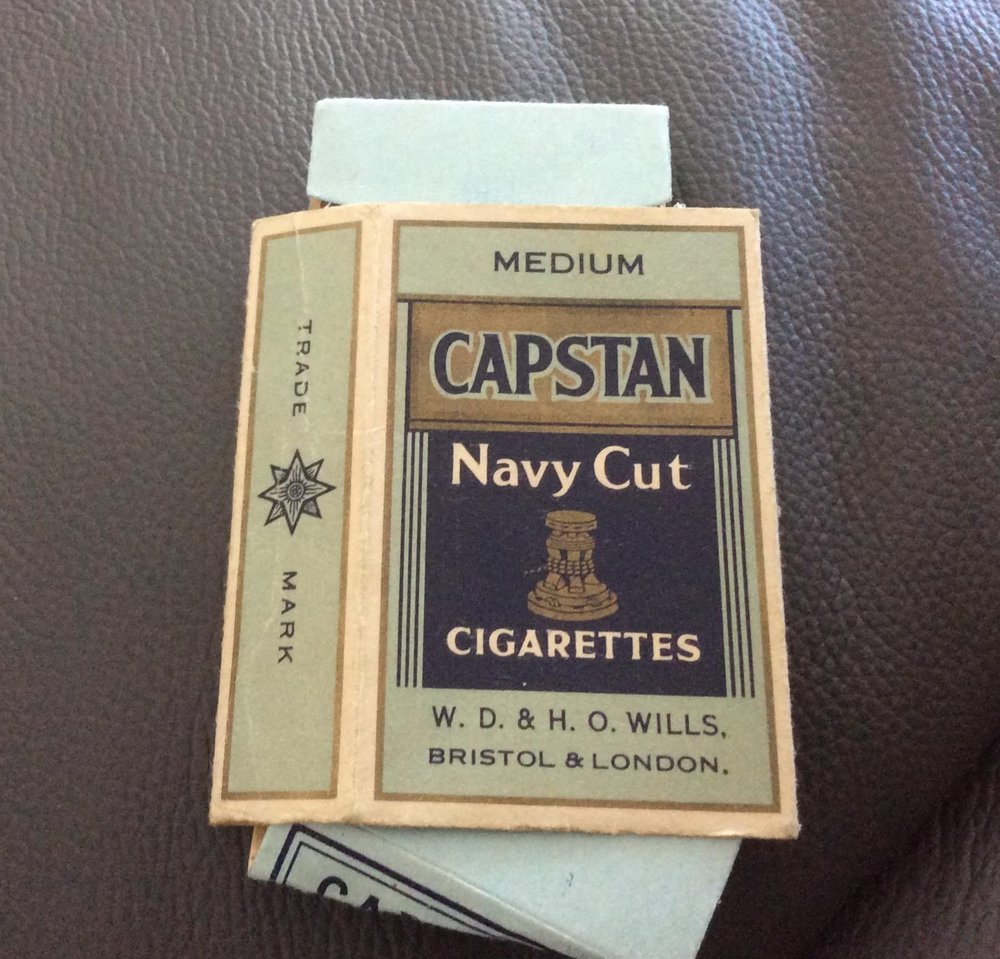 MEDIUM
CAPSTAN
Navy Cut
CIGARETTES
W. D. & H. O. WILLS,
BRISTOL & LONDON.
TRADE
MARK